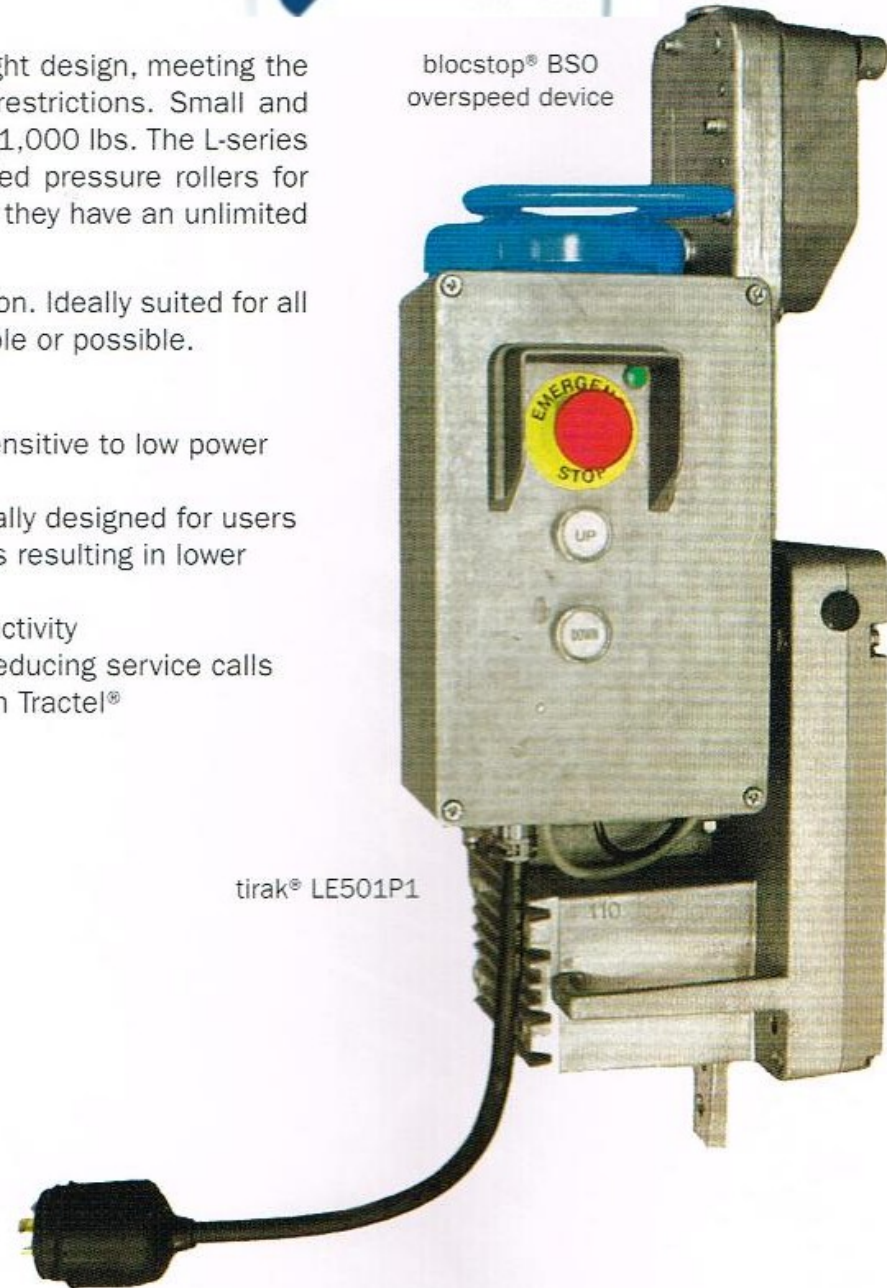 ght design, meeting the
restrictions. Small and
1,000 lbs. The L-series
ed pressure rollers for
they have an unlimited
on. Ideally suited for all
ole or possible.
ensitive to low power
ally designed for users
s resulting in lower
ctivity
educing service calls
n Tractel®
blocstop® BSO
overspeed device
EMERGEN
STOP
UP
DOWN
110
tirak® LE501P1